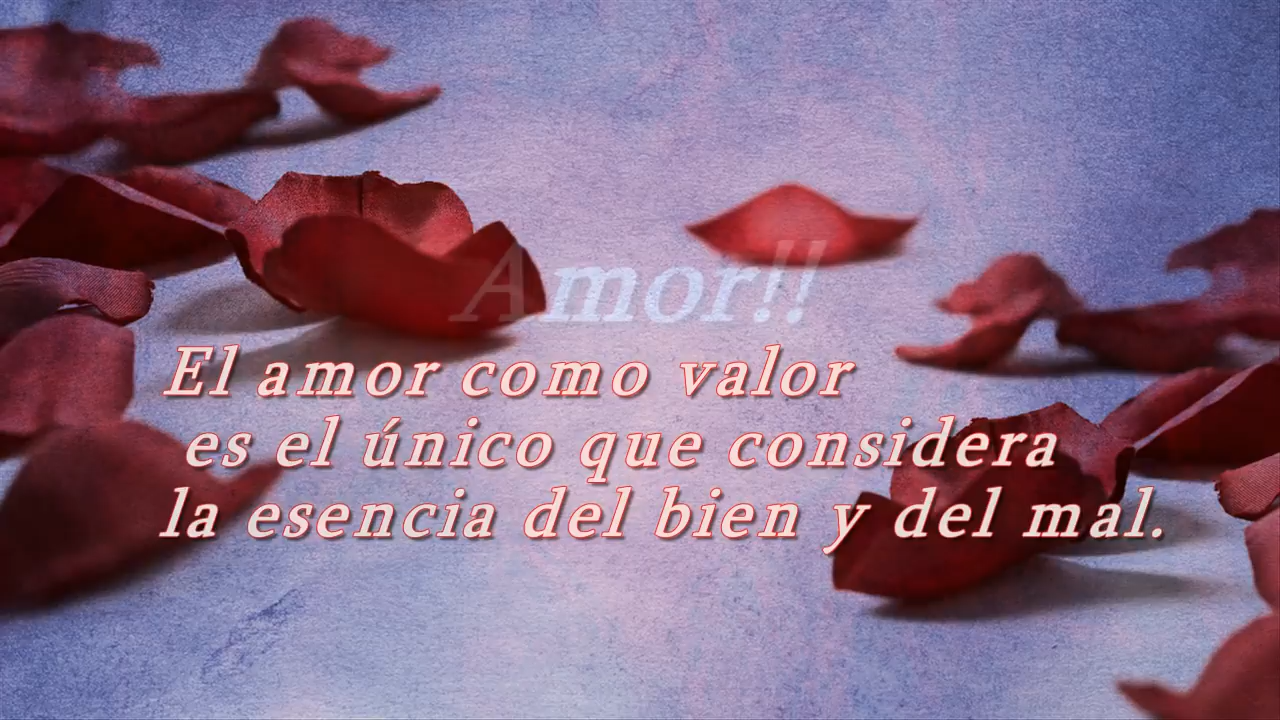 Amor!!
El amor como valor
es el único que considera
la esencia del bien y del mal.